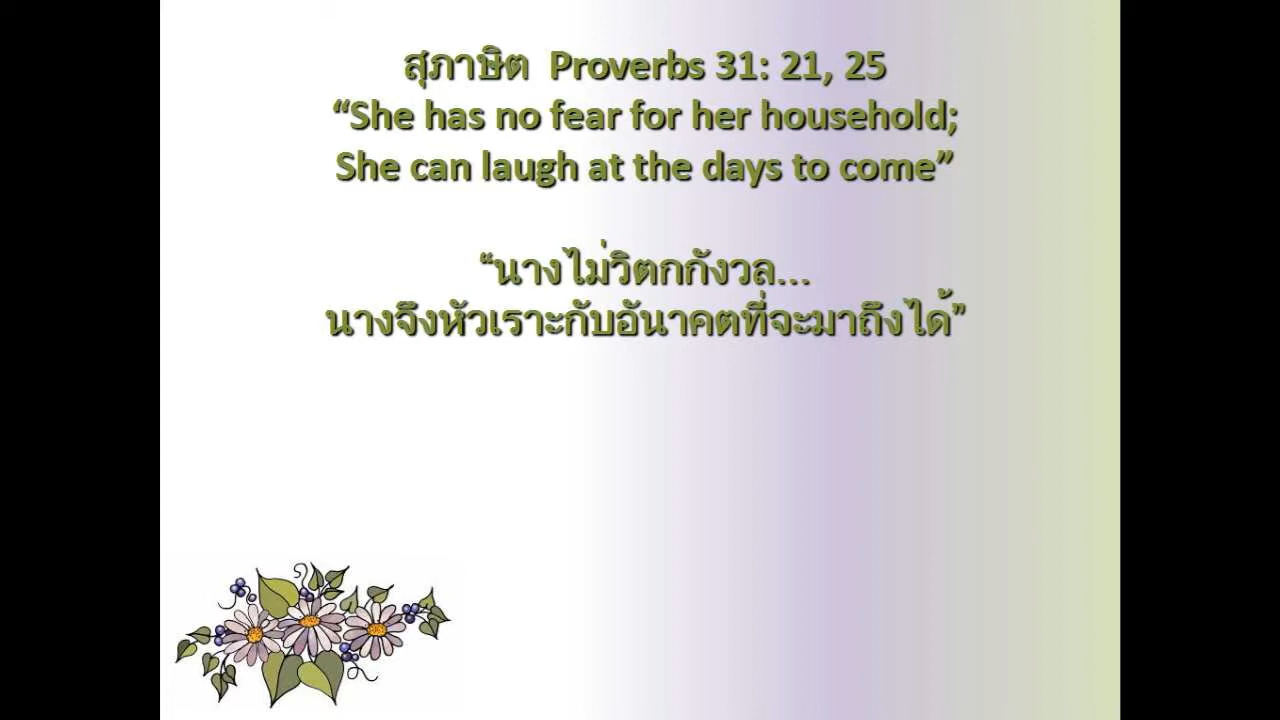 สุภาษิต Proverbs 31: 21, 25
“She has no fear for her household;
She can laugh at the days to come”
“นางไม่วิตกกังวล...
นางจึงหัวเราะกับอันาคตที่จะมาถึงได้”